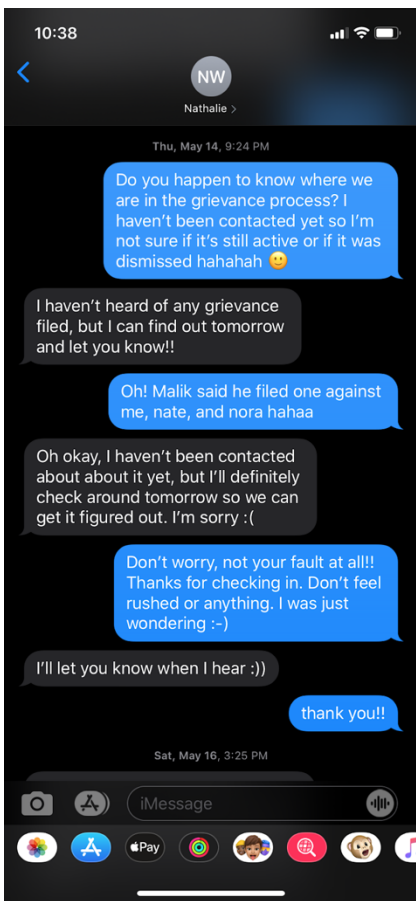 10:38
NW
Nathalie >
Thu, May 14, 9:24 PM
Do you happen to know where we
are in the grievance process? I
haven't been contacted yet so I'm
not sure if it's still active or if it was
dismissed hahahah 🙂
I haven't heard of any grievance
filed, but I can find out tomorrow
and let you know!!
Oh! Malik said he filed one against
me, nate, and nora hahaa
Oh okay, I haven't been contacted
about about it yet, but I'll definitely
check around tomorrow so we can
get it figured out. I'm sorry :(
Don't worry, not your fault at all!!
Thanks for checking in. Don't feel
rushed or anything. I was just
wondering :-)
I'll let you know when I hear :))
thank you!!
Sat, May 16, 3:25 PM
iMessage
Pay